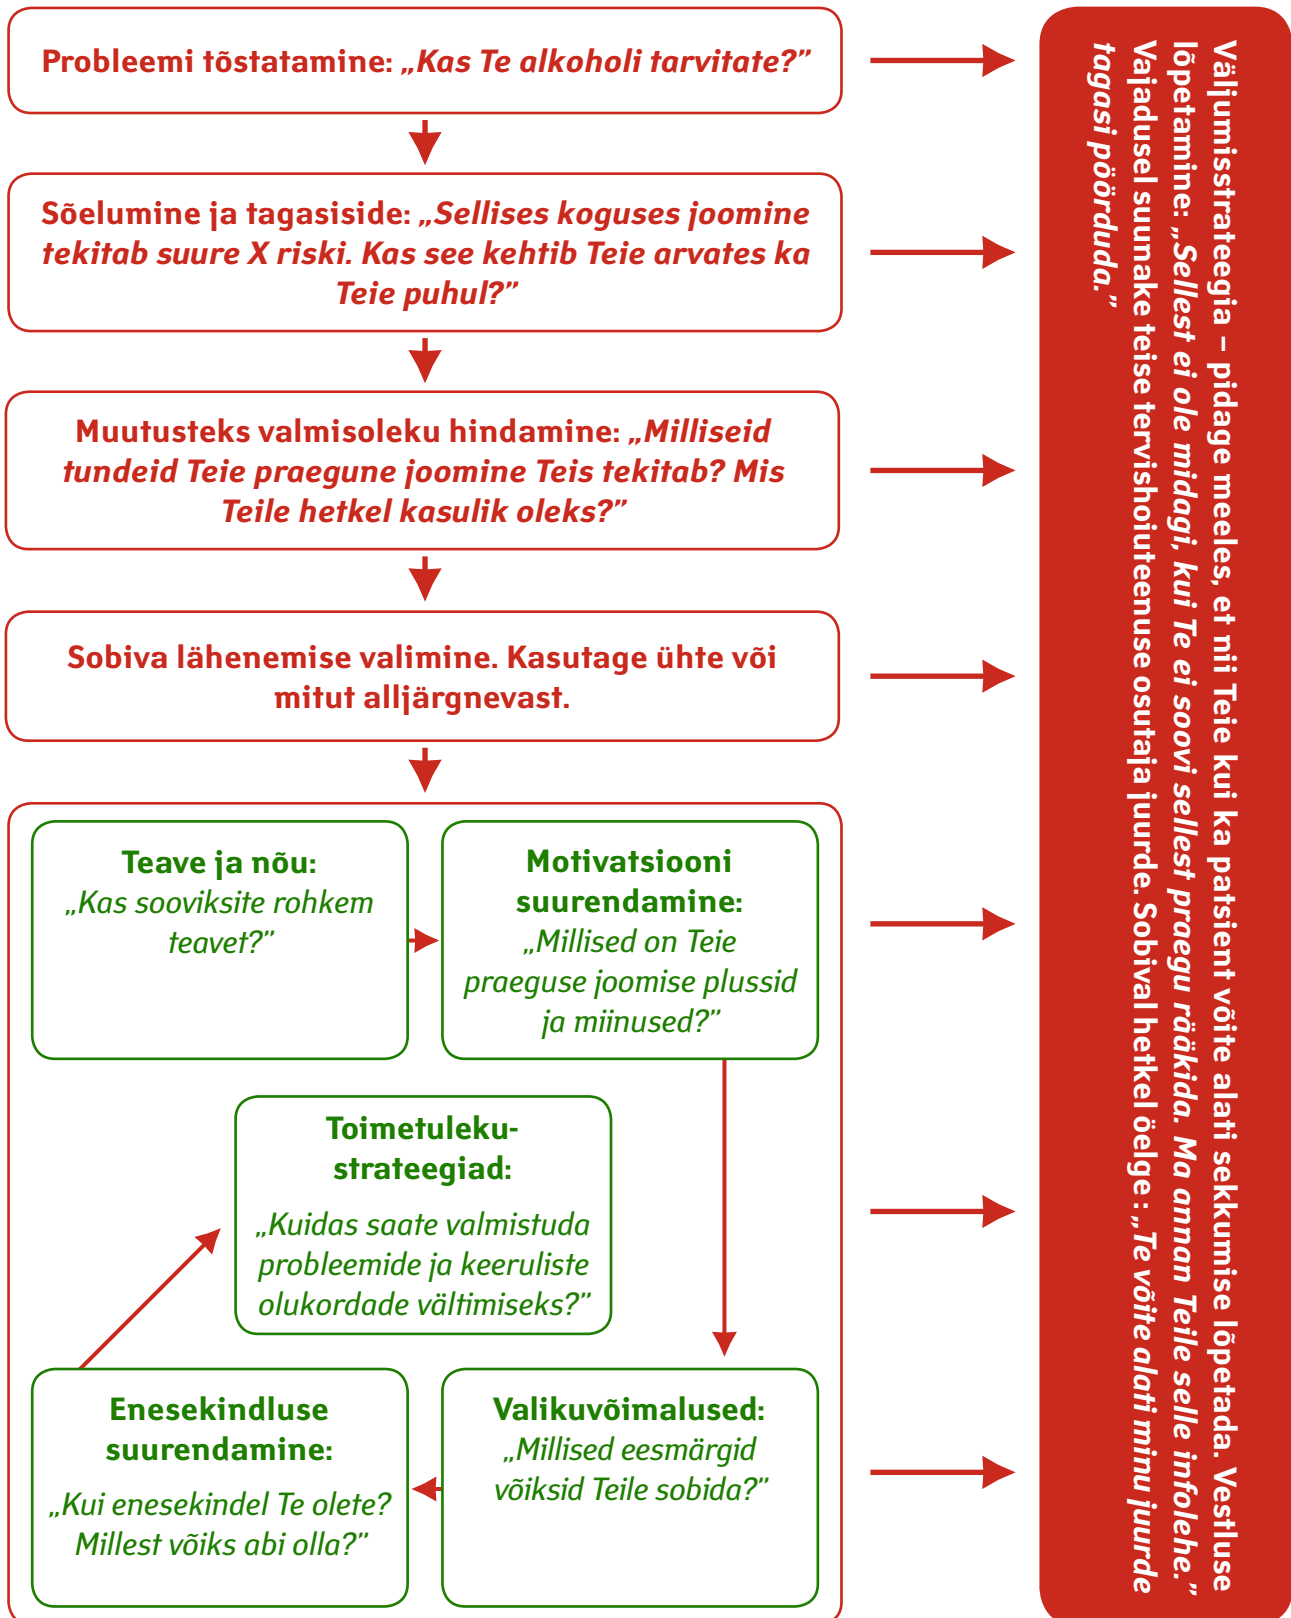 Probleemi tõstatamine: „Kas Te alkoholi tarvitate?”
Sõelumine ja tagasiside: „Sellises koguses joomine
tekitab suure X riski. Kas see kehtib Teie arvates ka
Teie puhul?”
Muutusteks valmisoleku hindamine: „Milliseid
tundeid Teie praegune joomine Teis tekitab? Mis
Teile hetkel kasulik oleks?”
Sobiva lähenemise valimine. Kasutage ühte või
mitut alljärgnevast.
Teave ja nõu:
„Kas sooviksite rohkem
teavet?”
Motivatsiooni
suurendamine:
„Millised on Teie
praeguse joomise plussid
ja miinused?”
Toimetuleku-
strateegiad:
„Kuidas saate valmistuda
probleemide ja keeruliste
olukordade vältimiseks?”
Enesekindluse
suurendamine:
„Kui enesekindel Te olete?
Millest võiks abi olla?”
Valikuvõimalused:
„Millised eesmärgid
võiksid Teile sobida?”
Väljumisstrateegia – pidage meeles, et nii Teie kui ka patsient võite alati sekkumise lõpetada. Vestluse
lõpetamine: „Sellest ei ole midagi, kui Te ei soovi sellest praegu rääkida. Ma annan Teile selle infolehe.”
Vajadusel suunake teise tervishoiuteenuse osutaja juurde. Sobival hetkel öelge : „Te võite alati minu juurde
tagasi pöörduda.”